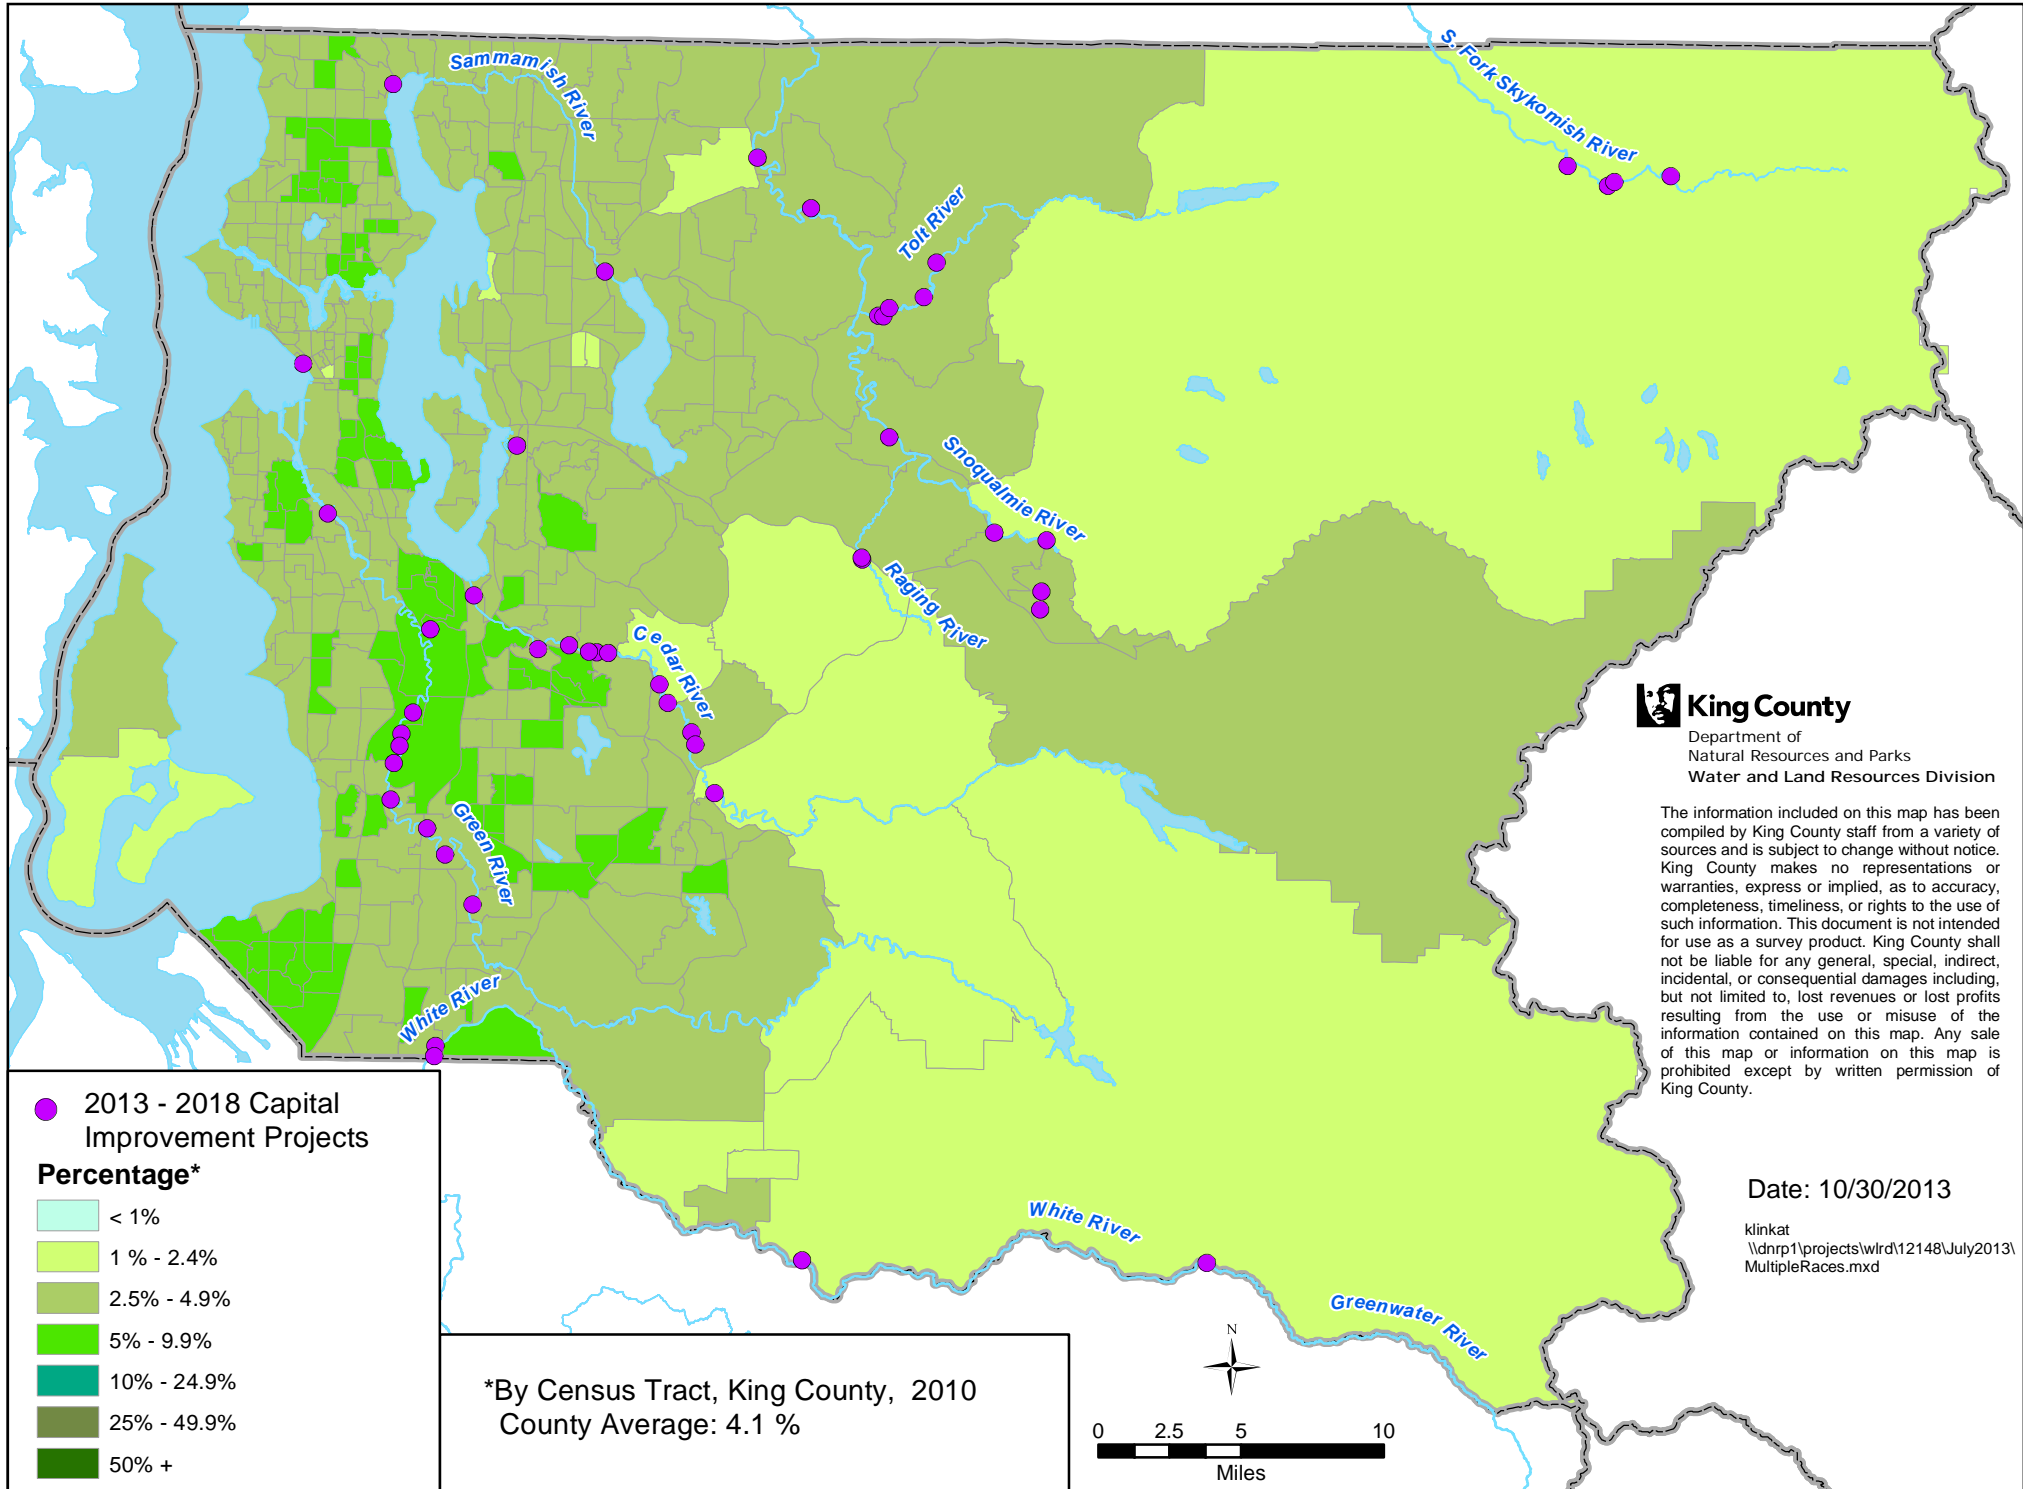 Sammamish River
S. Fork Skykomish River
Tolt River
Snoqualmie River
Raging River
Cedar River
Green River
White River
White River
Greenwater River
King County
Department of
Natural Resources and Parks
Water and Land Resources Division
The information included on this map has been
compiled by King County staff from a variety of
sources and is subject to change without notice.
King County makes no representations or
warranties, express or implied, as to accuracy,
completeness, timeliness, or rights to the use of
such information. This document is not intended
for use as a survey product. King County shall
not be liable for any general, special, indirect,
incidental, or consequential damages including,
but not limited to, lost revenues or lost profits
resulting from the use or misuse of the
information contained on this map. Any sale
of this map or information on this map is
prohibited except by written permission of
King County.
Date: 10/30/2013
klinkat
\\dnrp1\projects\wlrd\12148\July2013\
MultipleRaces.mxd
2013 - 2018 Capital
Improvement Projects
Percentage*
< 1%
1 % - 2.4%
2.5% - 4.9%
5% - 9.9%
10% - 24.9%
25% - 49.9%
50% +
*By Census Tract, King County, 2010
County Average: 4.1 %
N
0 2.5 5 10
Miles